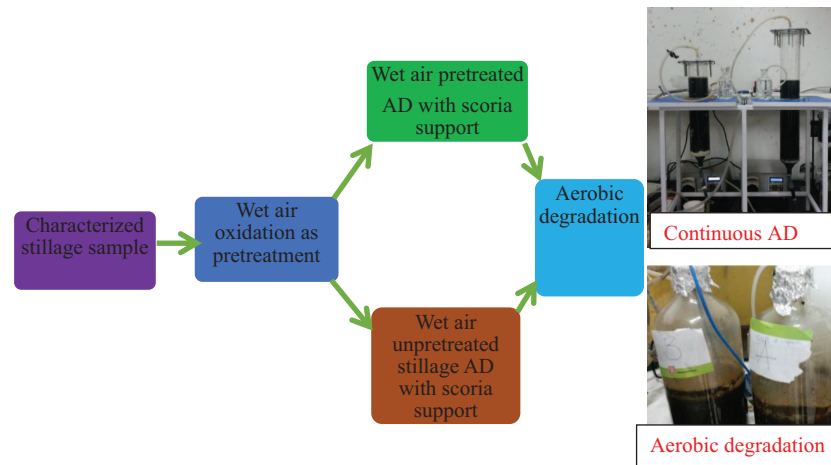 Characterized
stillage sample
Wet air
oxidation as
pretreatment
Wet air pretreated
AD with scoria
support
Wet air
unpretreated
stillage AD
with scoria
support
Aerobic
degradation
Continuous AD
B
A
Aerobic degradation